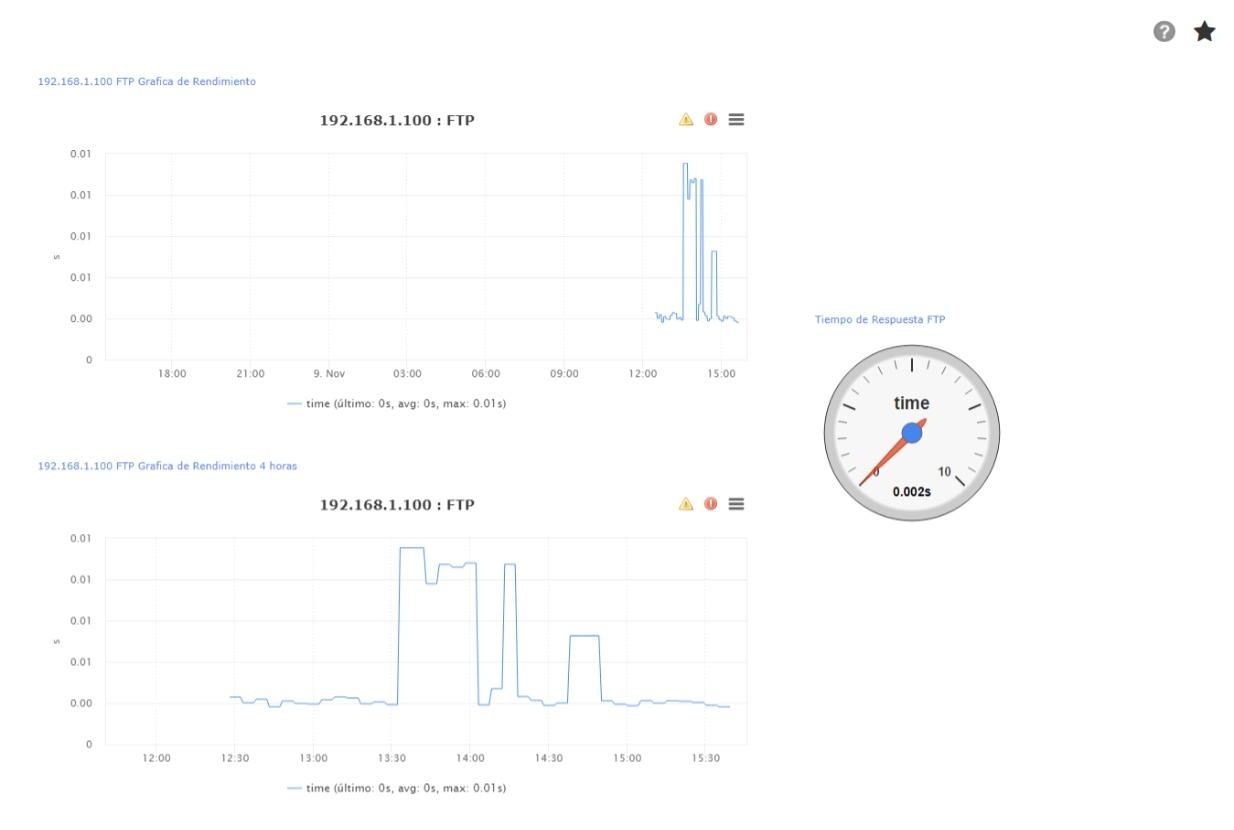 ?
192.168.1.100 FTP Grafica de Rendimiento
192.168.1.100 : FTP
0.01
0.01
0.01
0.01
0.00
0
s
18:00 21:00 9. Nov 03:00 06:00 09:00 12:00 15:00
time (último: 0s, avg: 0s, max: 0.01s)
Tiempo de Respuesta FTP
time
0 10
0.002s
192.168.1.100 FTP Grafica de Rendimiento 4 horas
192.168.1.100 : FTP
0.01
0.01
0.01
0.01
0.00
0
s
12:00 12:30 13:00 13:30 14:00 14:30 15:00 15:30
time (último: 0s, avg: 0s, max: 0.01s)